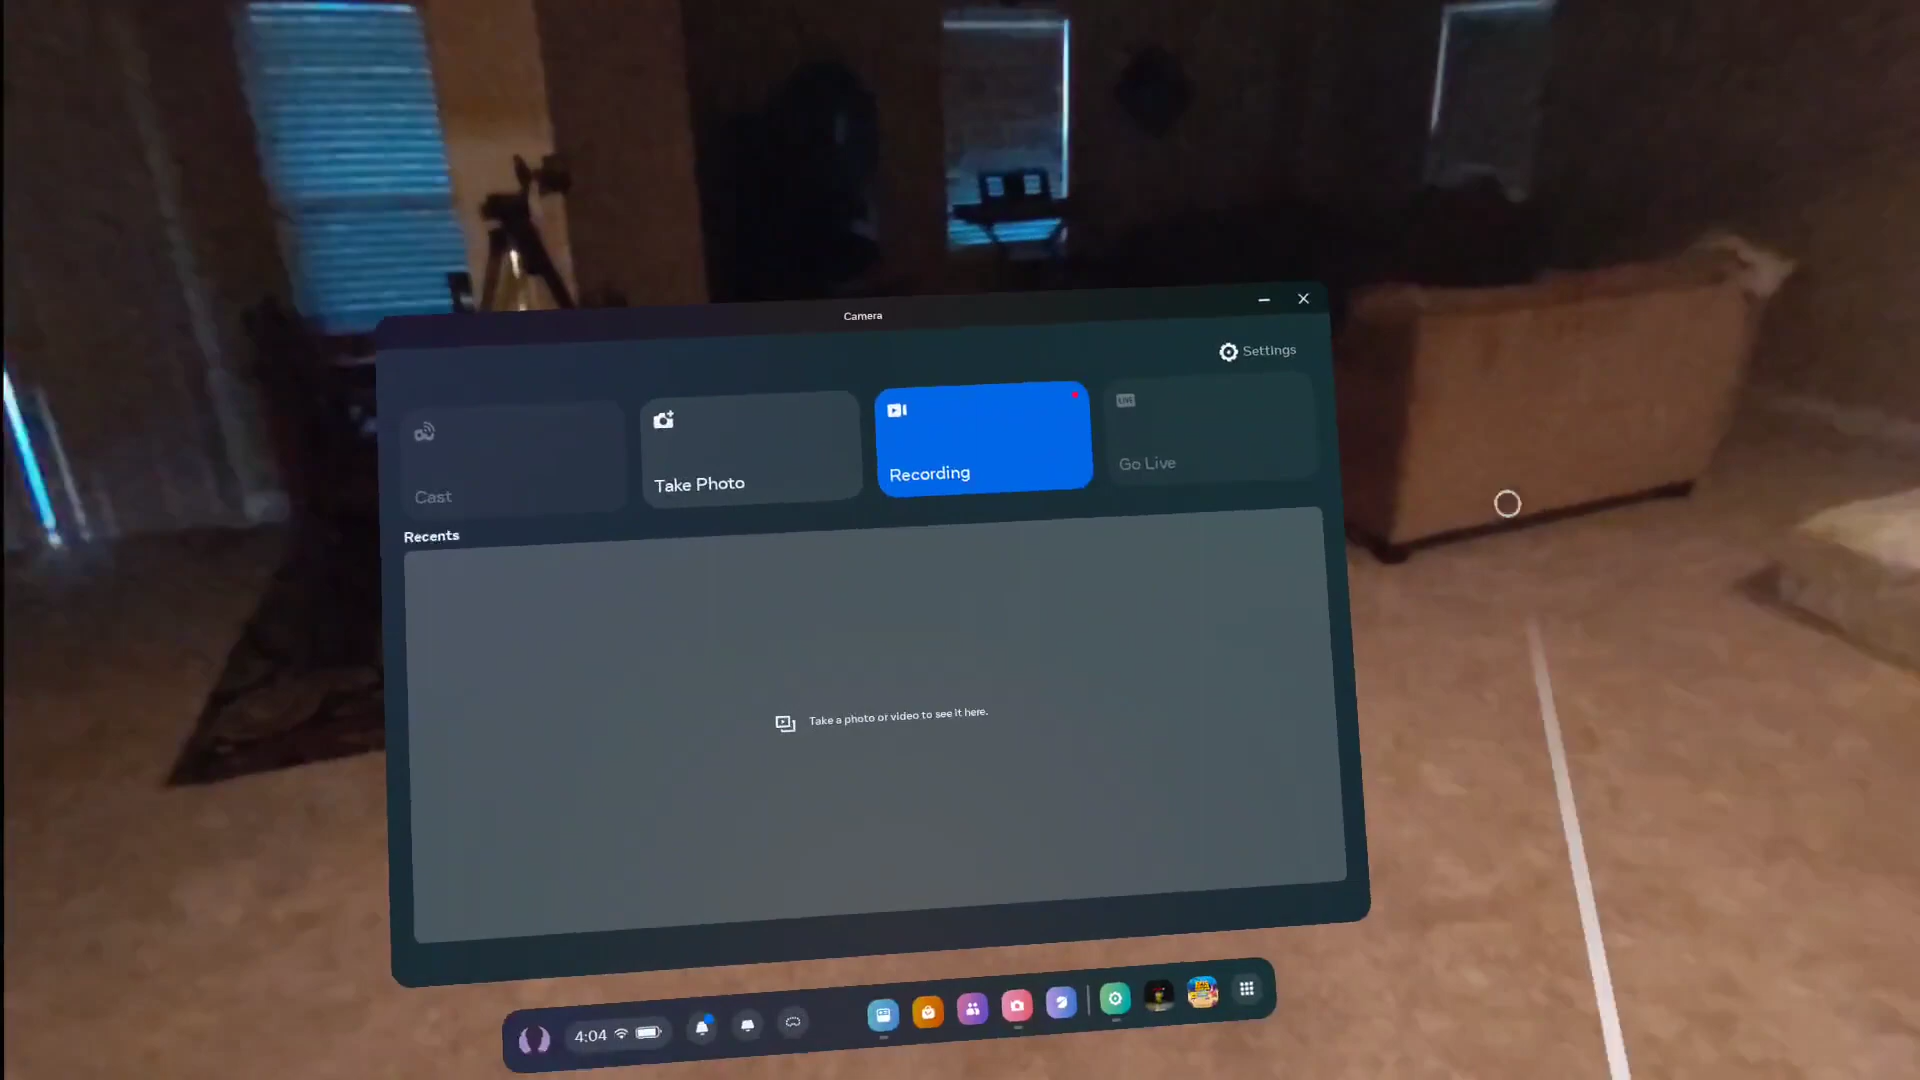 Camera
Settings
Cast
Take Photo
Recording
LIVE
Go Live
Recents
Take a photo or video to see it here.
4:04